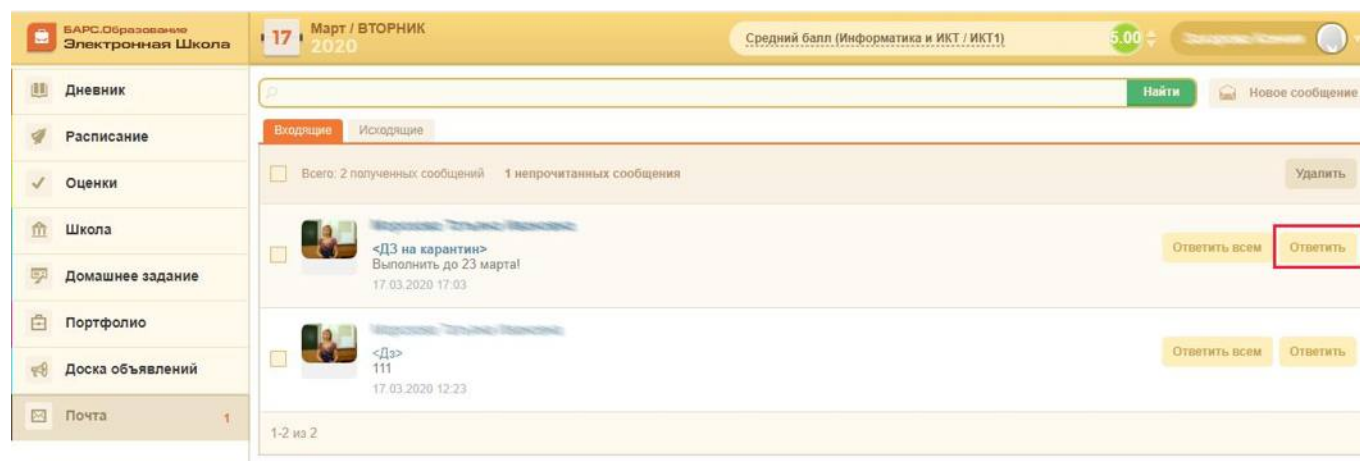 БАРС.Образование
Электронная Школа
17
Март / ВТОРНИК
2020
Средний балл (Информатика и ИКТ / ИКТ1)
5.00
Дневник
Расписание
Оценки
Школа
Домашнее задание
Портфолио
Доска объявлений
Почта 1
Найти
Новое сообщение
Входящие Исходящие
Всего: 2 полученных сообщений 1 непрочитанных сообщения
Удалить
<ДЗ на карантин>
Выполнить до 23 марта!
17.03.2020 17:03
Ответить всем Ответить
<Дз>
111
17.03.2020 12:23
Ответить всем Ответить
1-2 из 2